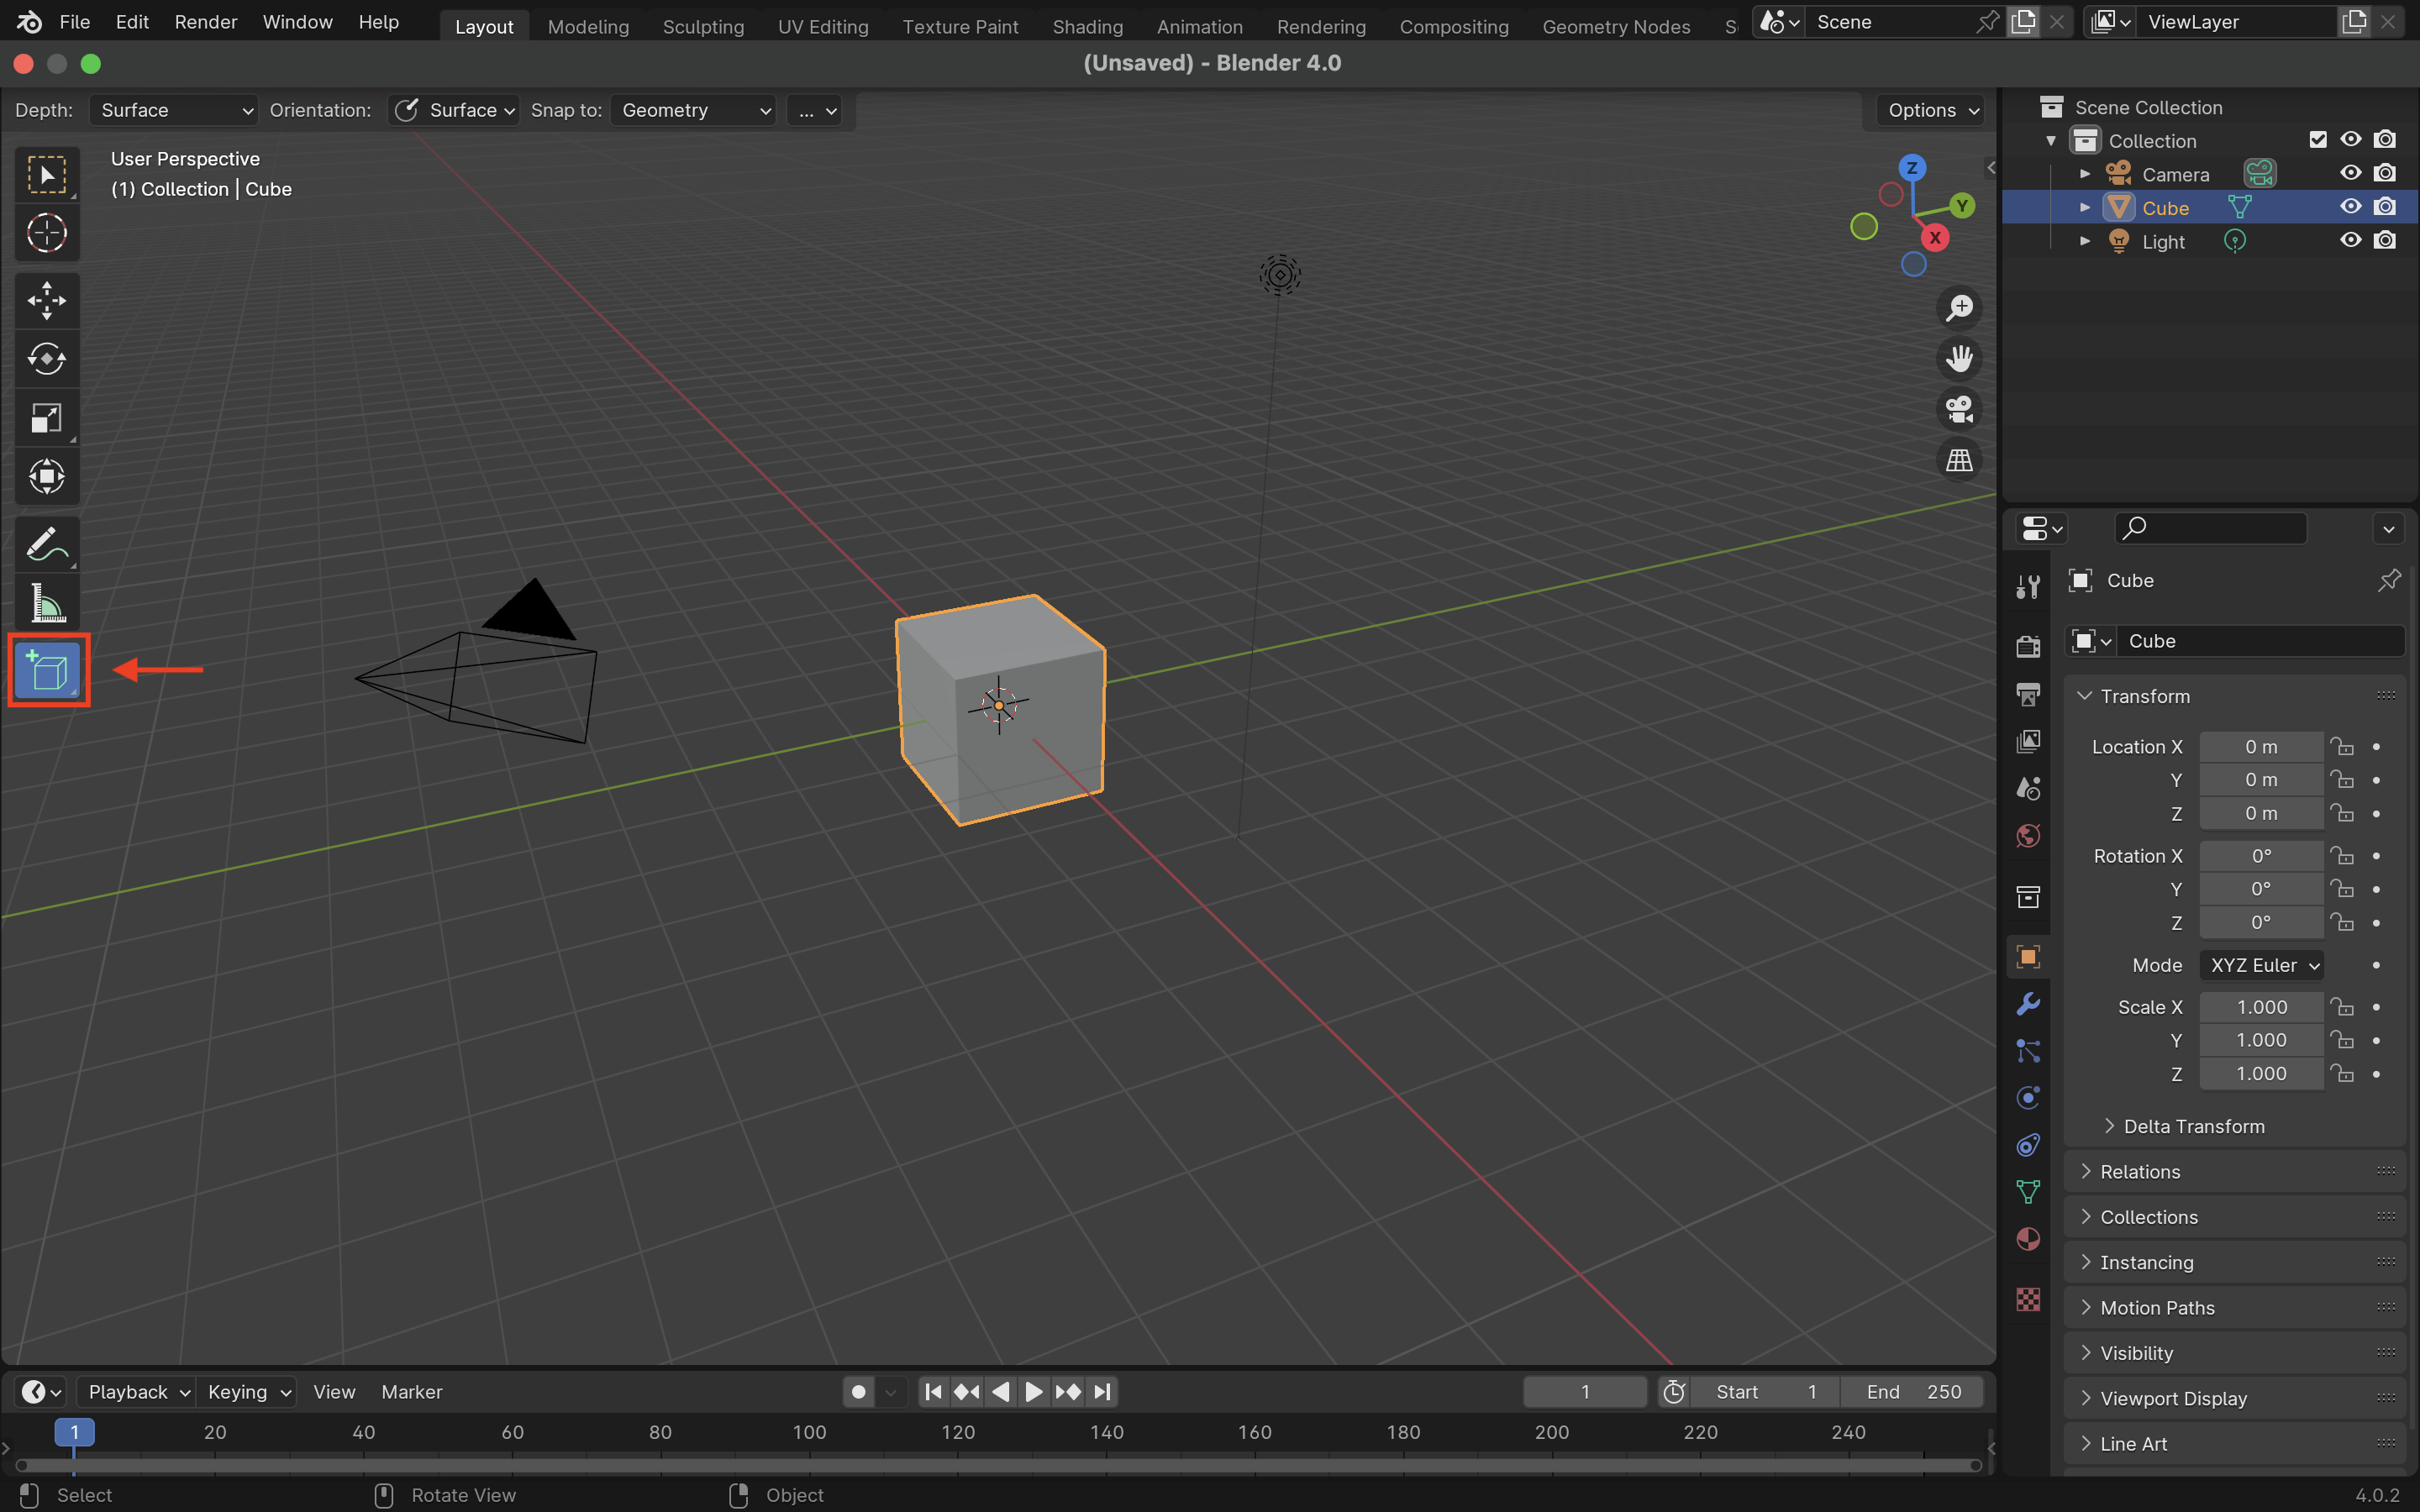 File Edit Render Window Help Layout Modeling Sculpting UV Editing Texture Paint Shading Animation Rendering Compositing Geometry Nodes Scene ViewLayer
(Unsaved) - Blender 4.0
Depth: Surface Orientation: Surface Snap to: Geometry ... Options
User Perspective
(1) Collection | Cube
Z
Y
X
Scene Collection
Collection
Camera
Cube
Light
Cube
Cube
Transform
Location X 0 m
Y 0 m
Z 0 m
Rotation X 0°
Y 0°
Z 0°
Mode XYZ Euler
Scale X 1.000
Y 1.000
Z 1.000
Delta Transform
Relations
Collections
Instancing
Motion Paths
Visibility
Viewport Display
Line Art
Playback Keying View Marker 1 Start 1 End 250
1 20 40 60 80 100 120 140 160 180 200 220 240
Select Rotate View Object 4.0.2